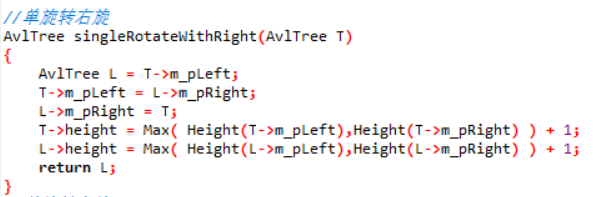 //单旋转右旋
AvlTree singleRotateWithRight(AvlTree T)
{
    AvlTree L = T->m_pLeft;
    T->m_pLeft = L->m_pRight;
    L->m_pRight = T;
    T->height = Max( Height(T->m_pLeft),Height(T->m_pRight) ) + 1;
    L->height = Max( Height(L->m_pLeft),Height(L->m_pRight) ) + 1;
    return L;
}